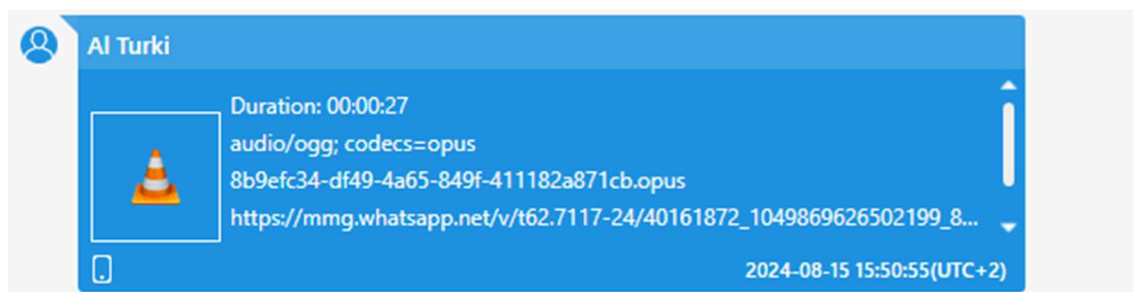 Al Turki
Duration: 00:00:27
audio/ogg; codecs=opus
8b9efc34-df49-4a65-849f-411182a871cb.opus
https://mmg.whatsapp.net/v/t62.7117-24/40161872_1049869626502199_8...
2024-08-15 15:50:55(UTC+2)